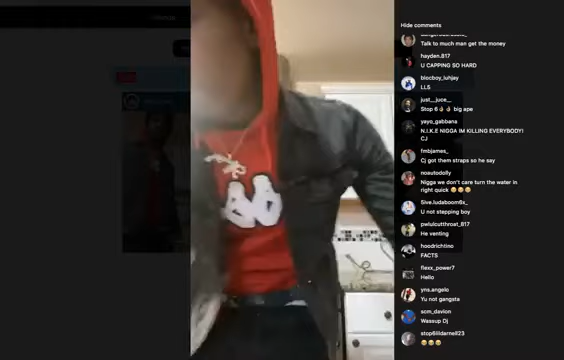 Hide comments
Talk to much man get the money
hayden.817
U CAPPING SO HARD
blocboy_luhjay
LLS
just__juce__
Stop 6👌👌 big ape
yayo_gabbana
N.I.K.E NIGGA IM KILLING EVERYBODY!
CJ
fmbjames_
Cj got them straps so he say
noautodolly
Nigga we don't care turn the water in
right quick 😂😂😂
5ive.ludaboom6x_
U not stepping boy
pwlulcutthrost_817
He venting
hoodrichtino
FACTS
flexx_power7
Hello
yns.angelo
Yu not gangsta
scm_davion
Wassup Dj
stop6lildarnell23
😂😂😂